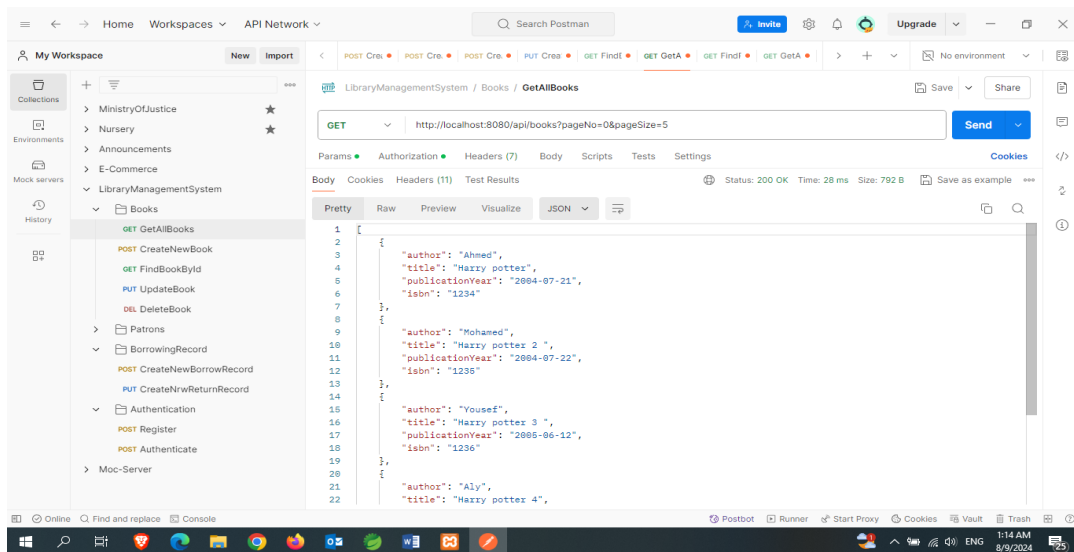 Home Workspaces API Network Search Postman Invite Upgrade
My Workspace New Import POST Cre POST Cre. POST Cre. PUT Crea GET FindE GET GetA GET FindF GET GetA No environment
Collections
Environments
Mock servers
History
MinistryOfJustice
Nursery
Announcements
E-Commerce
LibraryManagementSystem
Books
GET GetAllBooks
POST CreateNewBook
GET FindBookById
PUT UpdateBook
DEL DeleteBook
Patrons
BorrowingRecord
POST CreateNewBorrowRecord
PUT CreateNrwReturnRecord
Authentication
POST Register
POST Authenticate
Moc-Server
HTTP LibraryManagementSystem / Books / GetAllBooks Save Share
GET http://localhost:8080/api/books?pageNo=0&pageSize=5 Send
Params Authorization Headers (7) Body Scripts Tests Settings Cookies
Body Cookies Headers (11) Test Results Status: 200 OK Time: 28 ms Size: 792 B Save as example
Pretty Raw Preview Visualize JSON
1 [
2 {
3 "author": "Ahmed",
4 "title": "Harry potter",
5 "publicationYear": "2004-07-21",
6 "isbn": "1234"
7 },
8 {
9 "author": "Mohamed",
10 "title": "Harry potter 2 ",
11 "publicationYear": "2004-07-22",
12 "isbn": "1235"
13 },
14 {
15 "author": "Yousef",
16 "title": "Harry potter 3 ",
17 "publicationYear": "2005-06-12",
18 "isbn": "1236"
19 },
20 {
21 "author": "Aly",
22 "title": "Harry potter 4",
Online Find and replace Console Postbot Runner Start Proxy Cookies Vault Trash
ENG 1:14 AM
8/9/2024 25